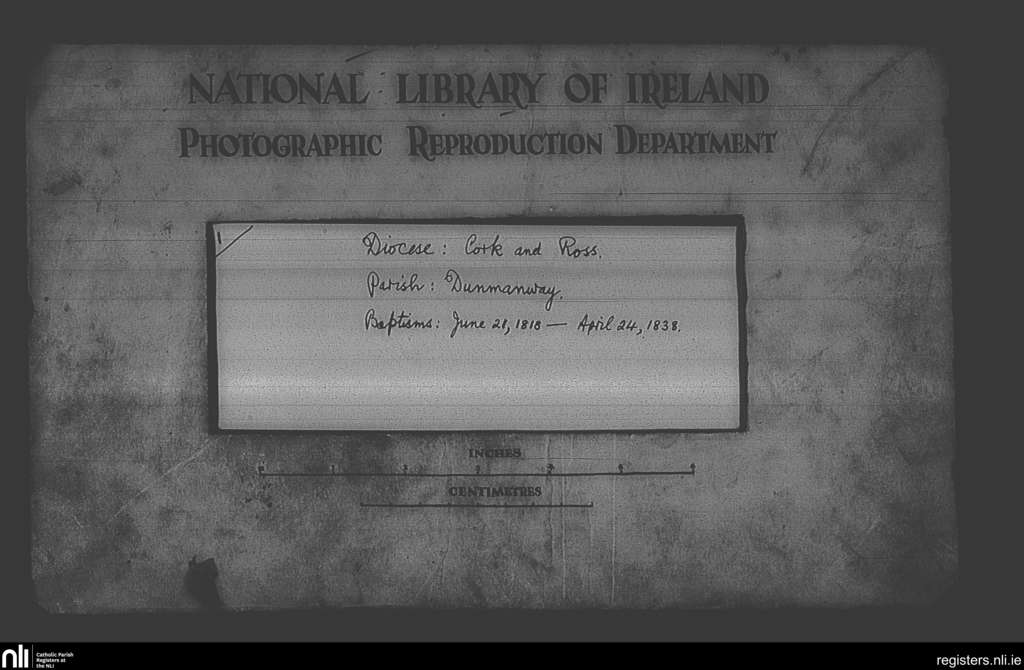 NATIONAL LIBRARY OF IRELAND
PHOTOGRAPHIC REPRODUCTION DEPARTMENT
1/
Diocese: Cork and Ross.
Parish: Dunmanway.
Baptisms: June 21, 1818 — April 24, 1838.
INCHES
CENTIMETRES
nli Catholic Parish
Registers at
the NLI
registers.nli.ie